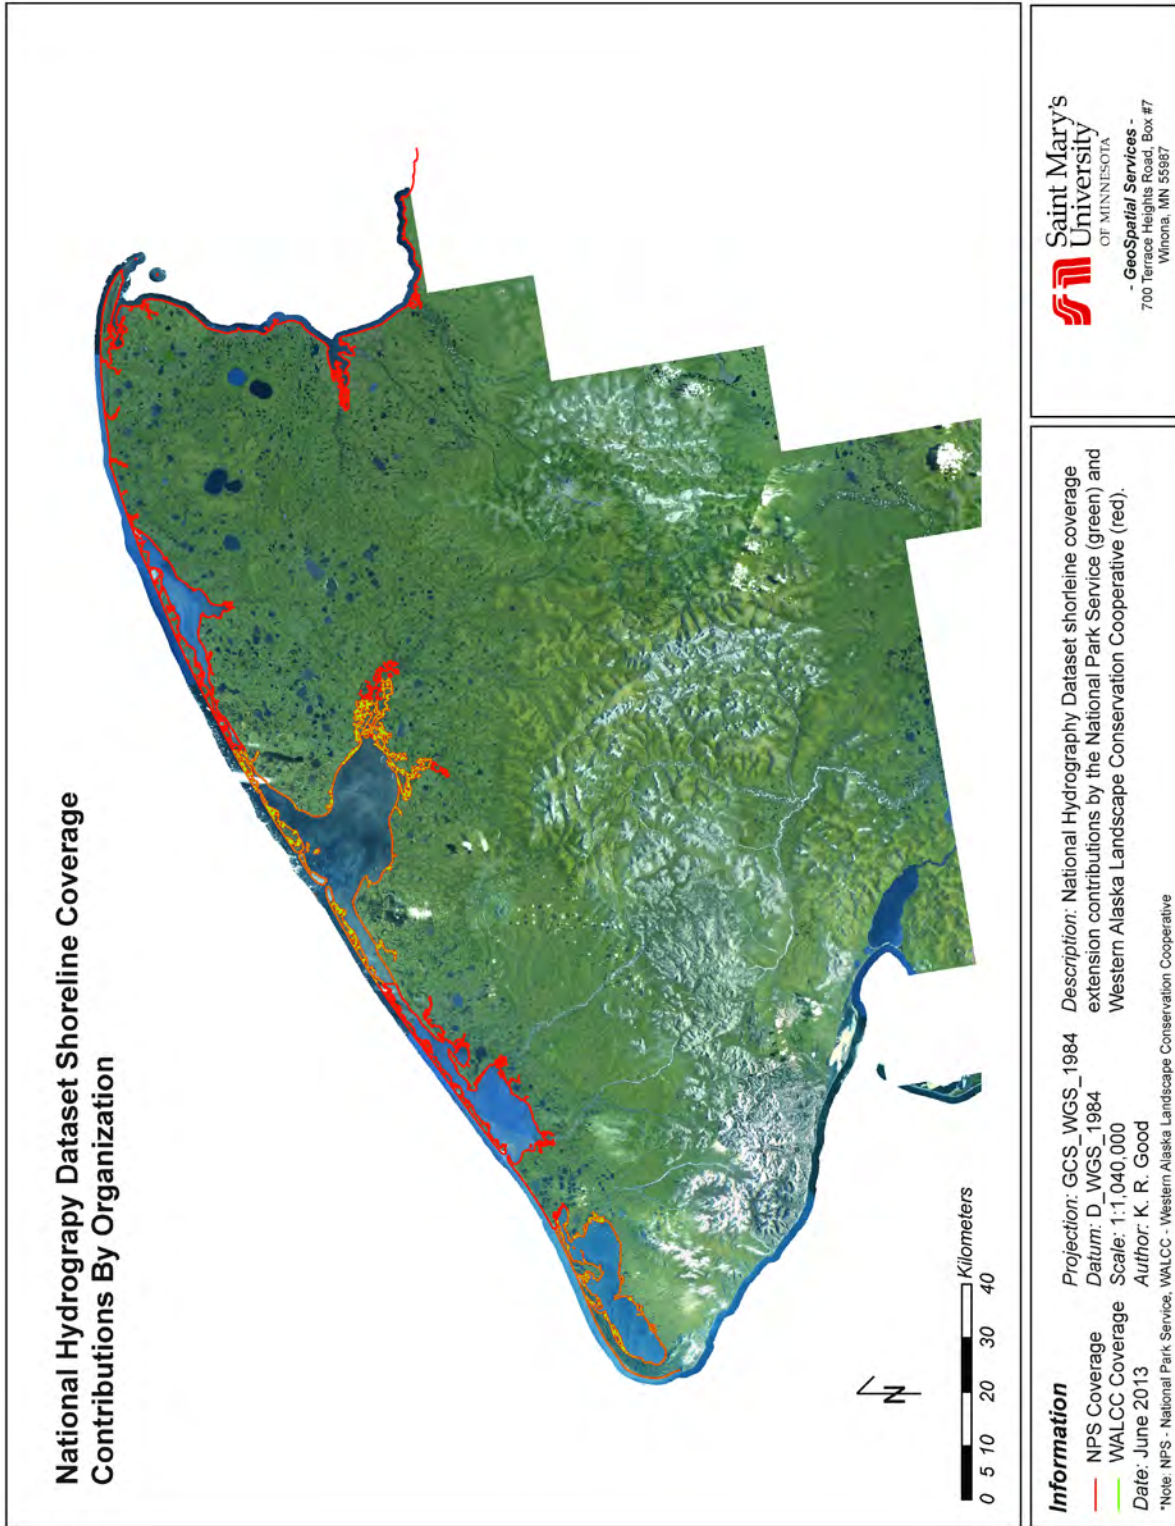 National Hydrograpy Dataset Shoreline Coverage
Contributions By Organization
N
0 5 10 20 30 40
Kilometers
Information
NPS Coverage
WALCC Coverage
Date: June 2013
Projection: GCS_WGS_1984
Datum: D_WGS_1984
Scale: 1:1,040,000
Author: K. R. Good
Description: National Hydrography Dataset shorleine coverage
extension contributions by the National Park Service (green) and
Western Alaska Landscape Conservation Cooperative (red).
*Note: NPS - National Park Service, WALCC - Western Alaska Landscape Conservation Cooperative
Saint Mary's
University
OF MINNESOTA
- GeoSpatial Services -
700 Terrace Heights Road, Box #7
Winona, MN 55987